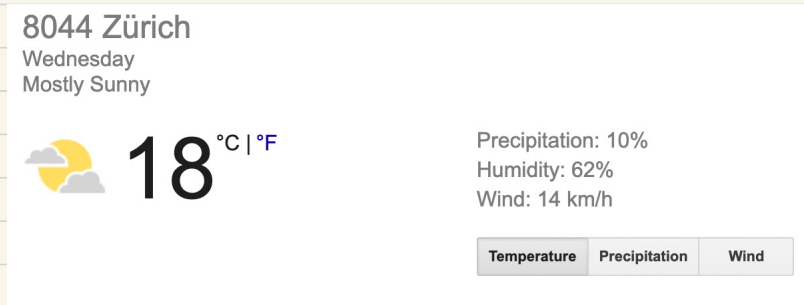 8044 Zürich
Wednesday
Mostly Sunny
18 °C | °F
Precipitation: 10%
Humidity: 62%
Wind: 14 km/h
Temperature Precipitation Wind